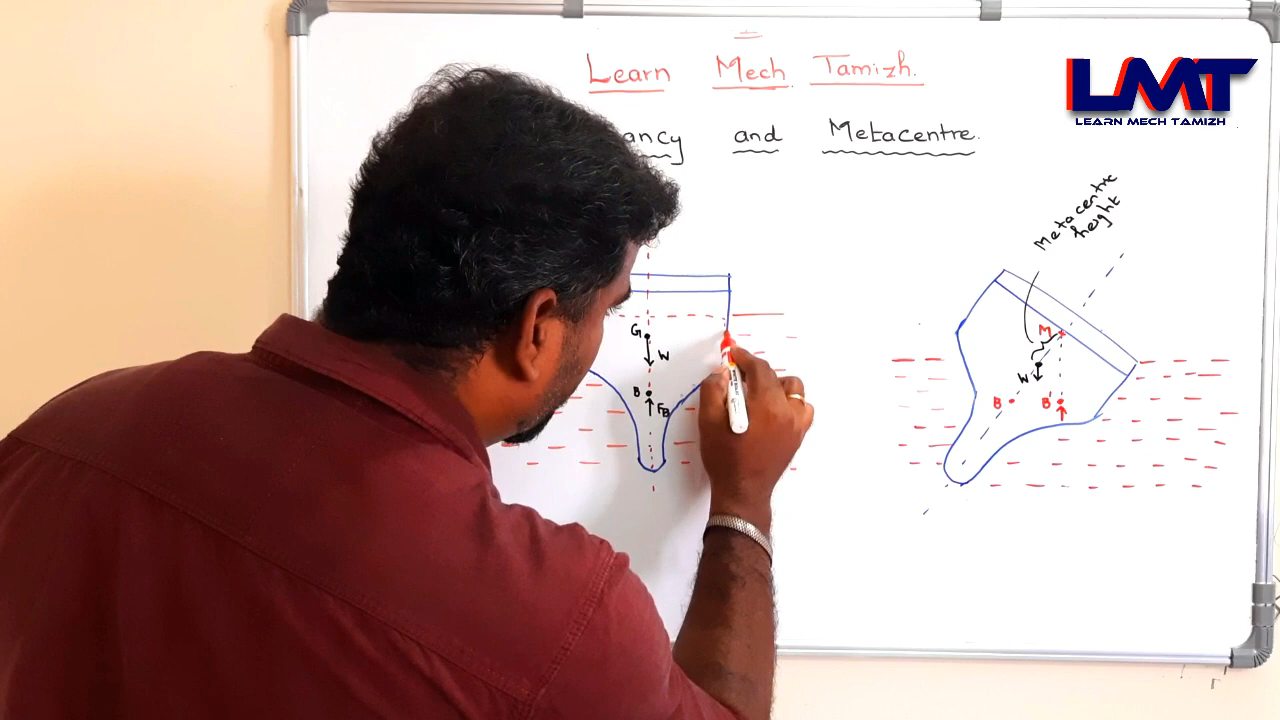 Learn Mech Tamizh.
LMT
LEARN MECH TAMIZH
ancy and Metacentre.
Metacentre
height
G
W
B
FB
M
W
B B'